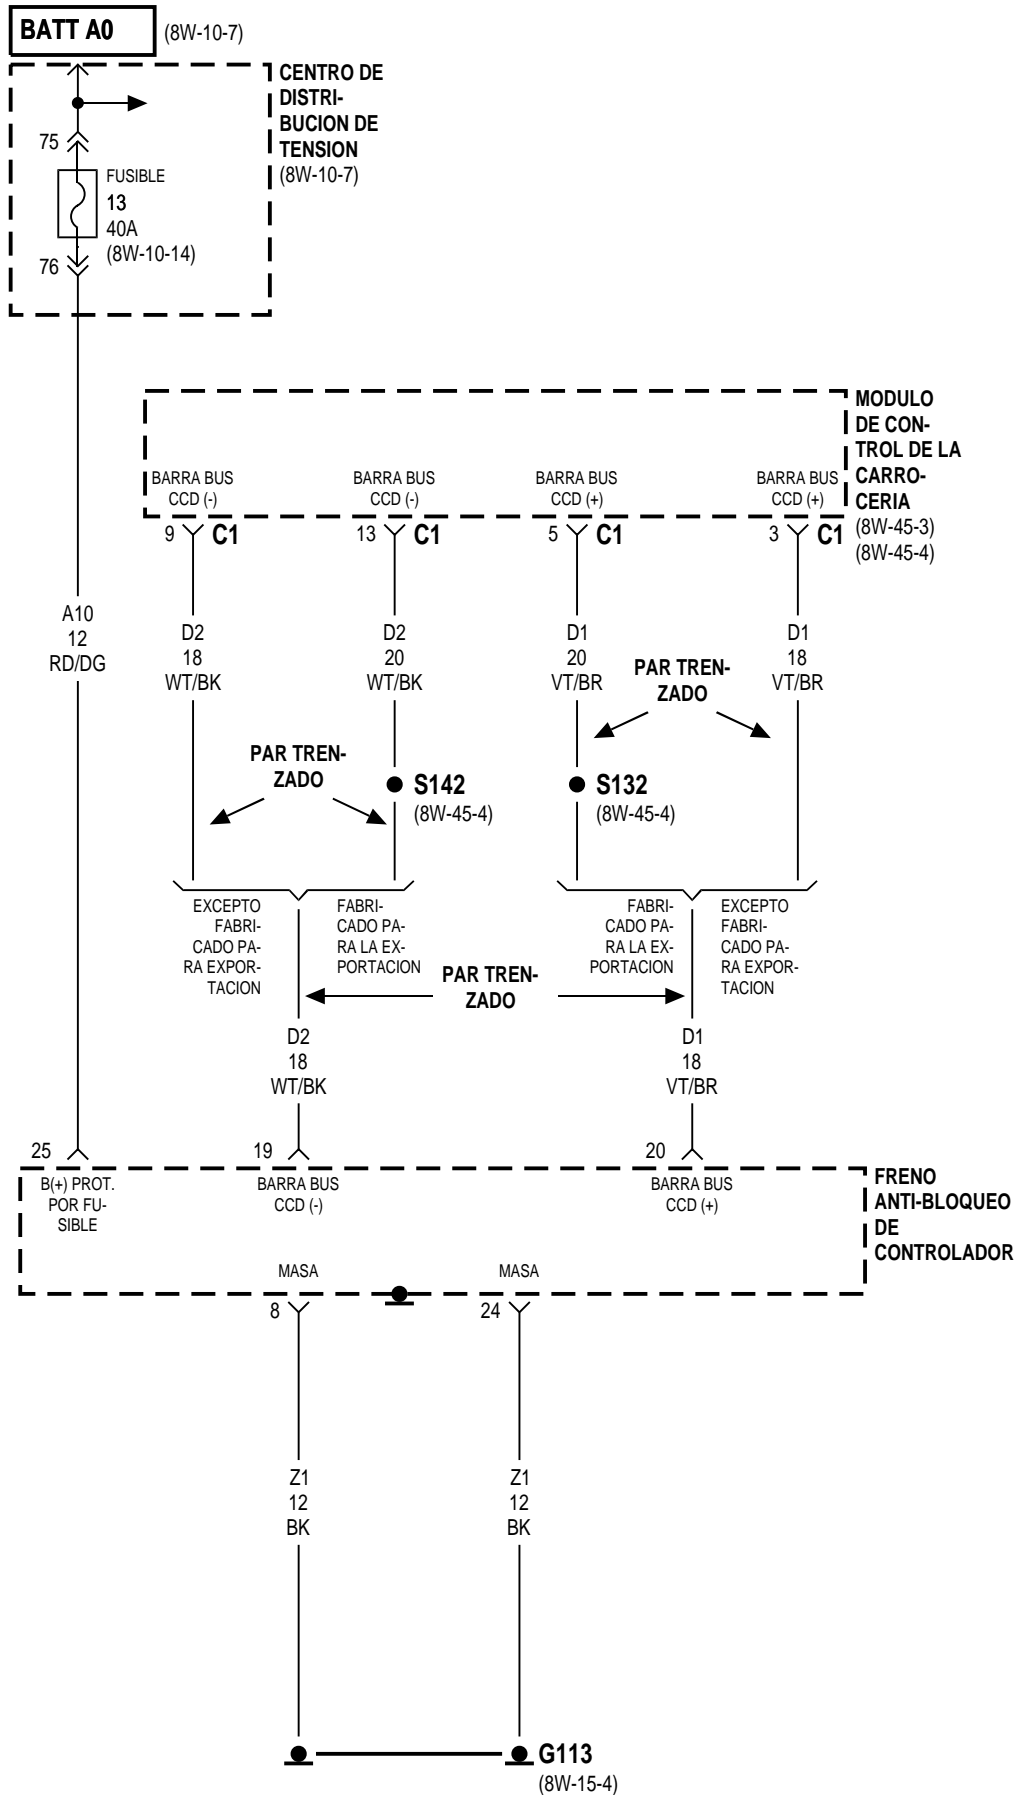 BATT A0
(8W-10-7)
CENTRO DE
DISTRI-
BUCION DE
TENSION
(8W-10-7)
75
FUSIBLE
13
40A
(8W-10-14)
76
MODULO
DE CON-
TROL DE LA
CARRO-
CERIA
(8W-45-3)
(8W-45-4)
BARRA BUS
CCD (-)
BARRA BUS
CCD (-)
BARRA BUS
CCD (+)
BARRA BUS
CCD (+)
9 C1
13 C1
5 C1
3 C1
A10
12
RD/DG
D2
18
WT/BK
D2
20
WT/BK
D1
20
VT/BR
D1
18
VT/BR
PAR TREN-
ZADO
PAR TREN-
ZADO
S142
(8W-45-4)
S132
(8W-45-4)
EXCEPTO
FABRI-
CADO PA-
RA EXPOR-
TACION
FABRI-
CADO PA-
RA LA EX-
PORTACION
FABRI-
CADO PA-
RA LA EX-
PORTACION
EXCEPTO
FABRI-
CADO PA-
RA EXPOR-
TACION
PAR TREN-
ZADO
D2
18
WT/BK
D1
18
VT/BR
25
19
20
B(+) PROT.
POR FU-
SIBLE
BARRA BUS
CCD (-)
BARRA BUS
CCD (+)
FRENO
ANTI-BLOQUEO
DE
CONTROLADOR
MASA
MASA
8
24
Z1
12
BK
Z1
12
BK
G113
(8W-15-4)